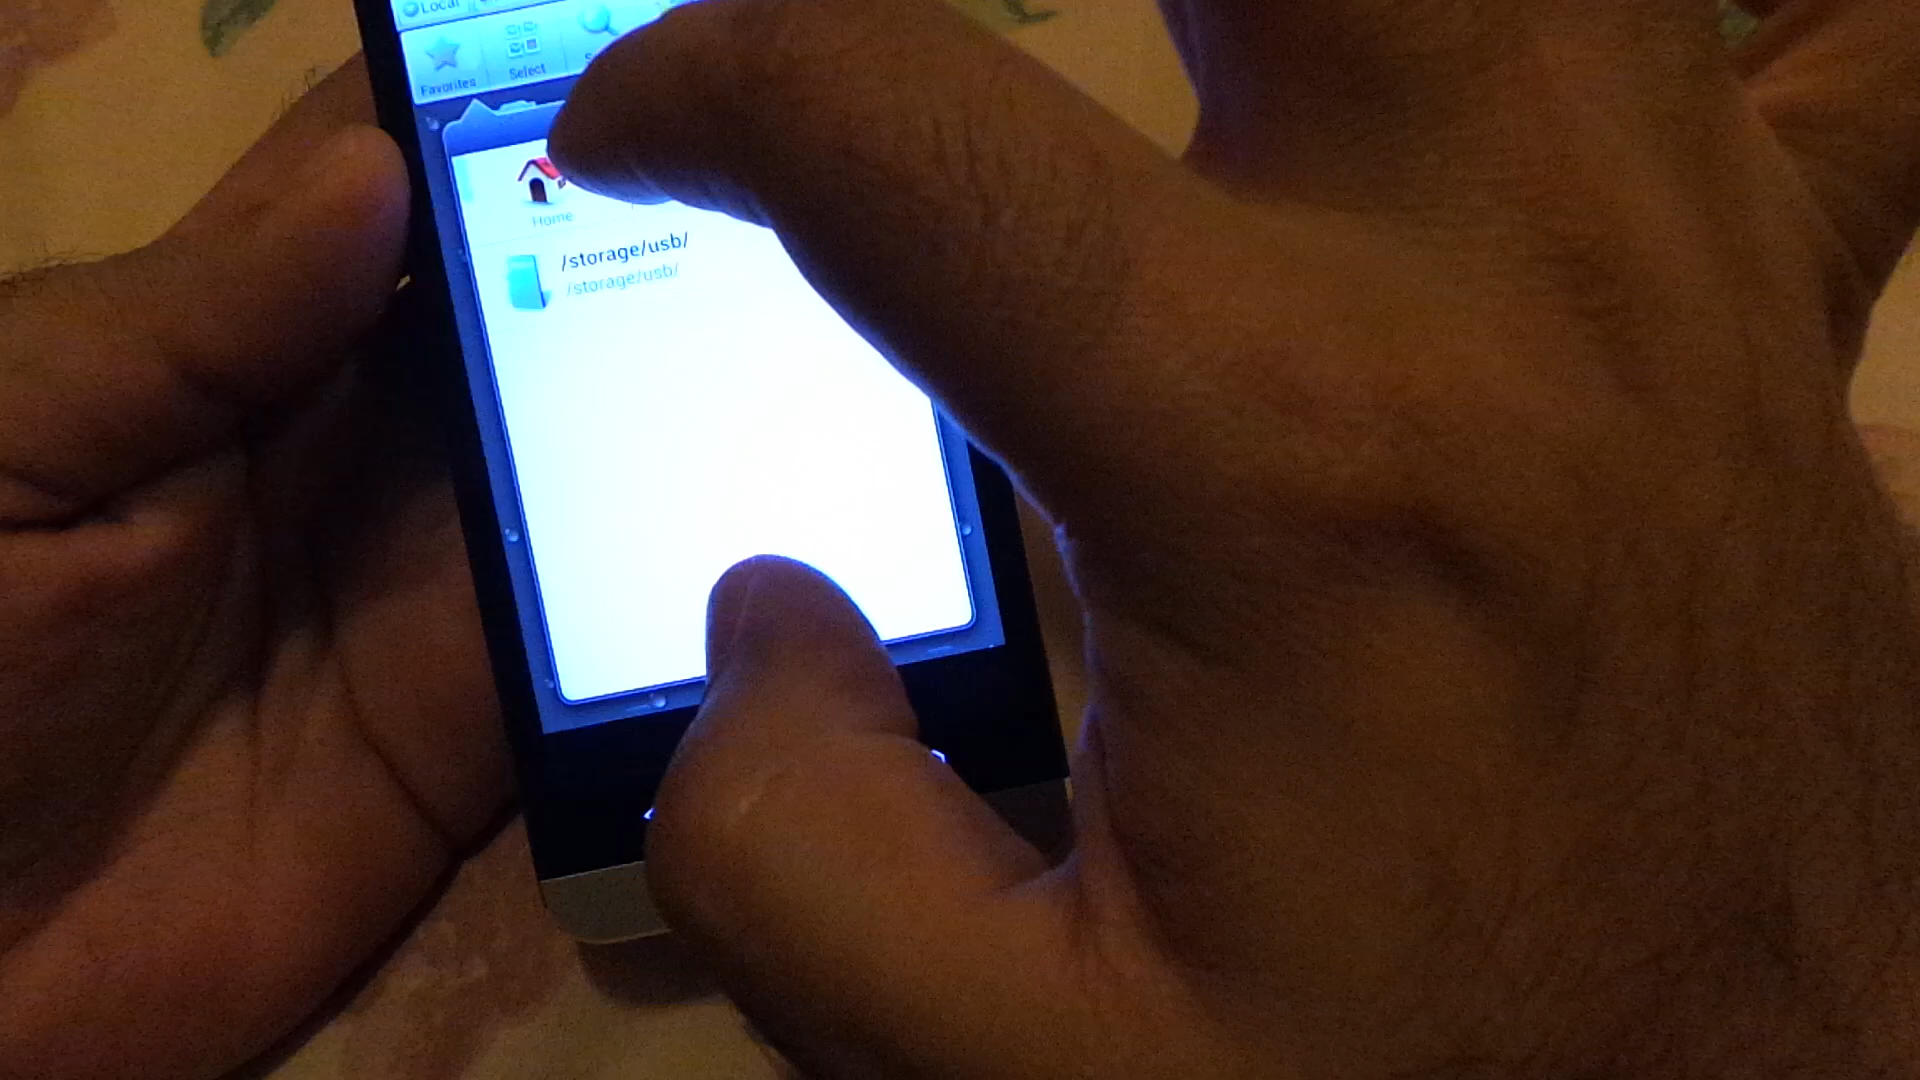 Local
Favorites
Select
Home
/storage/usb/
/storage/usb/